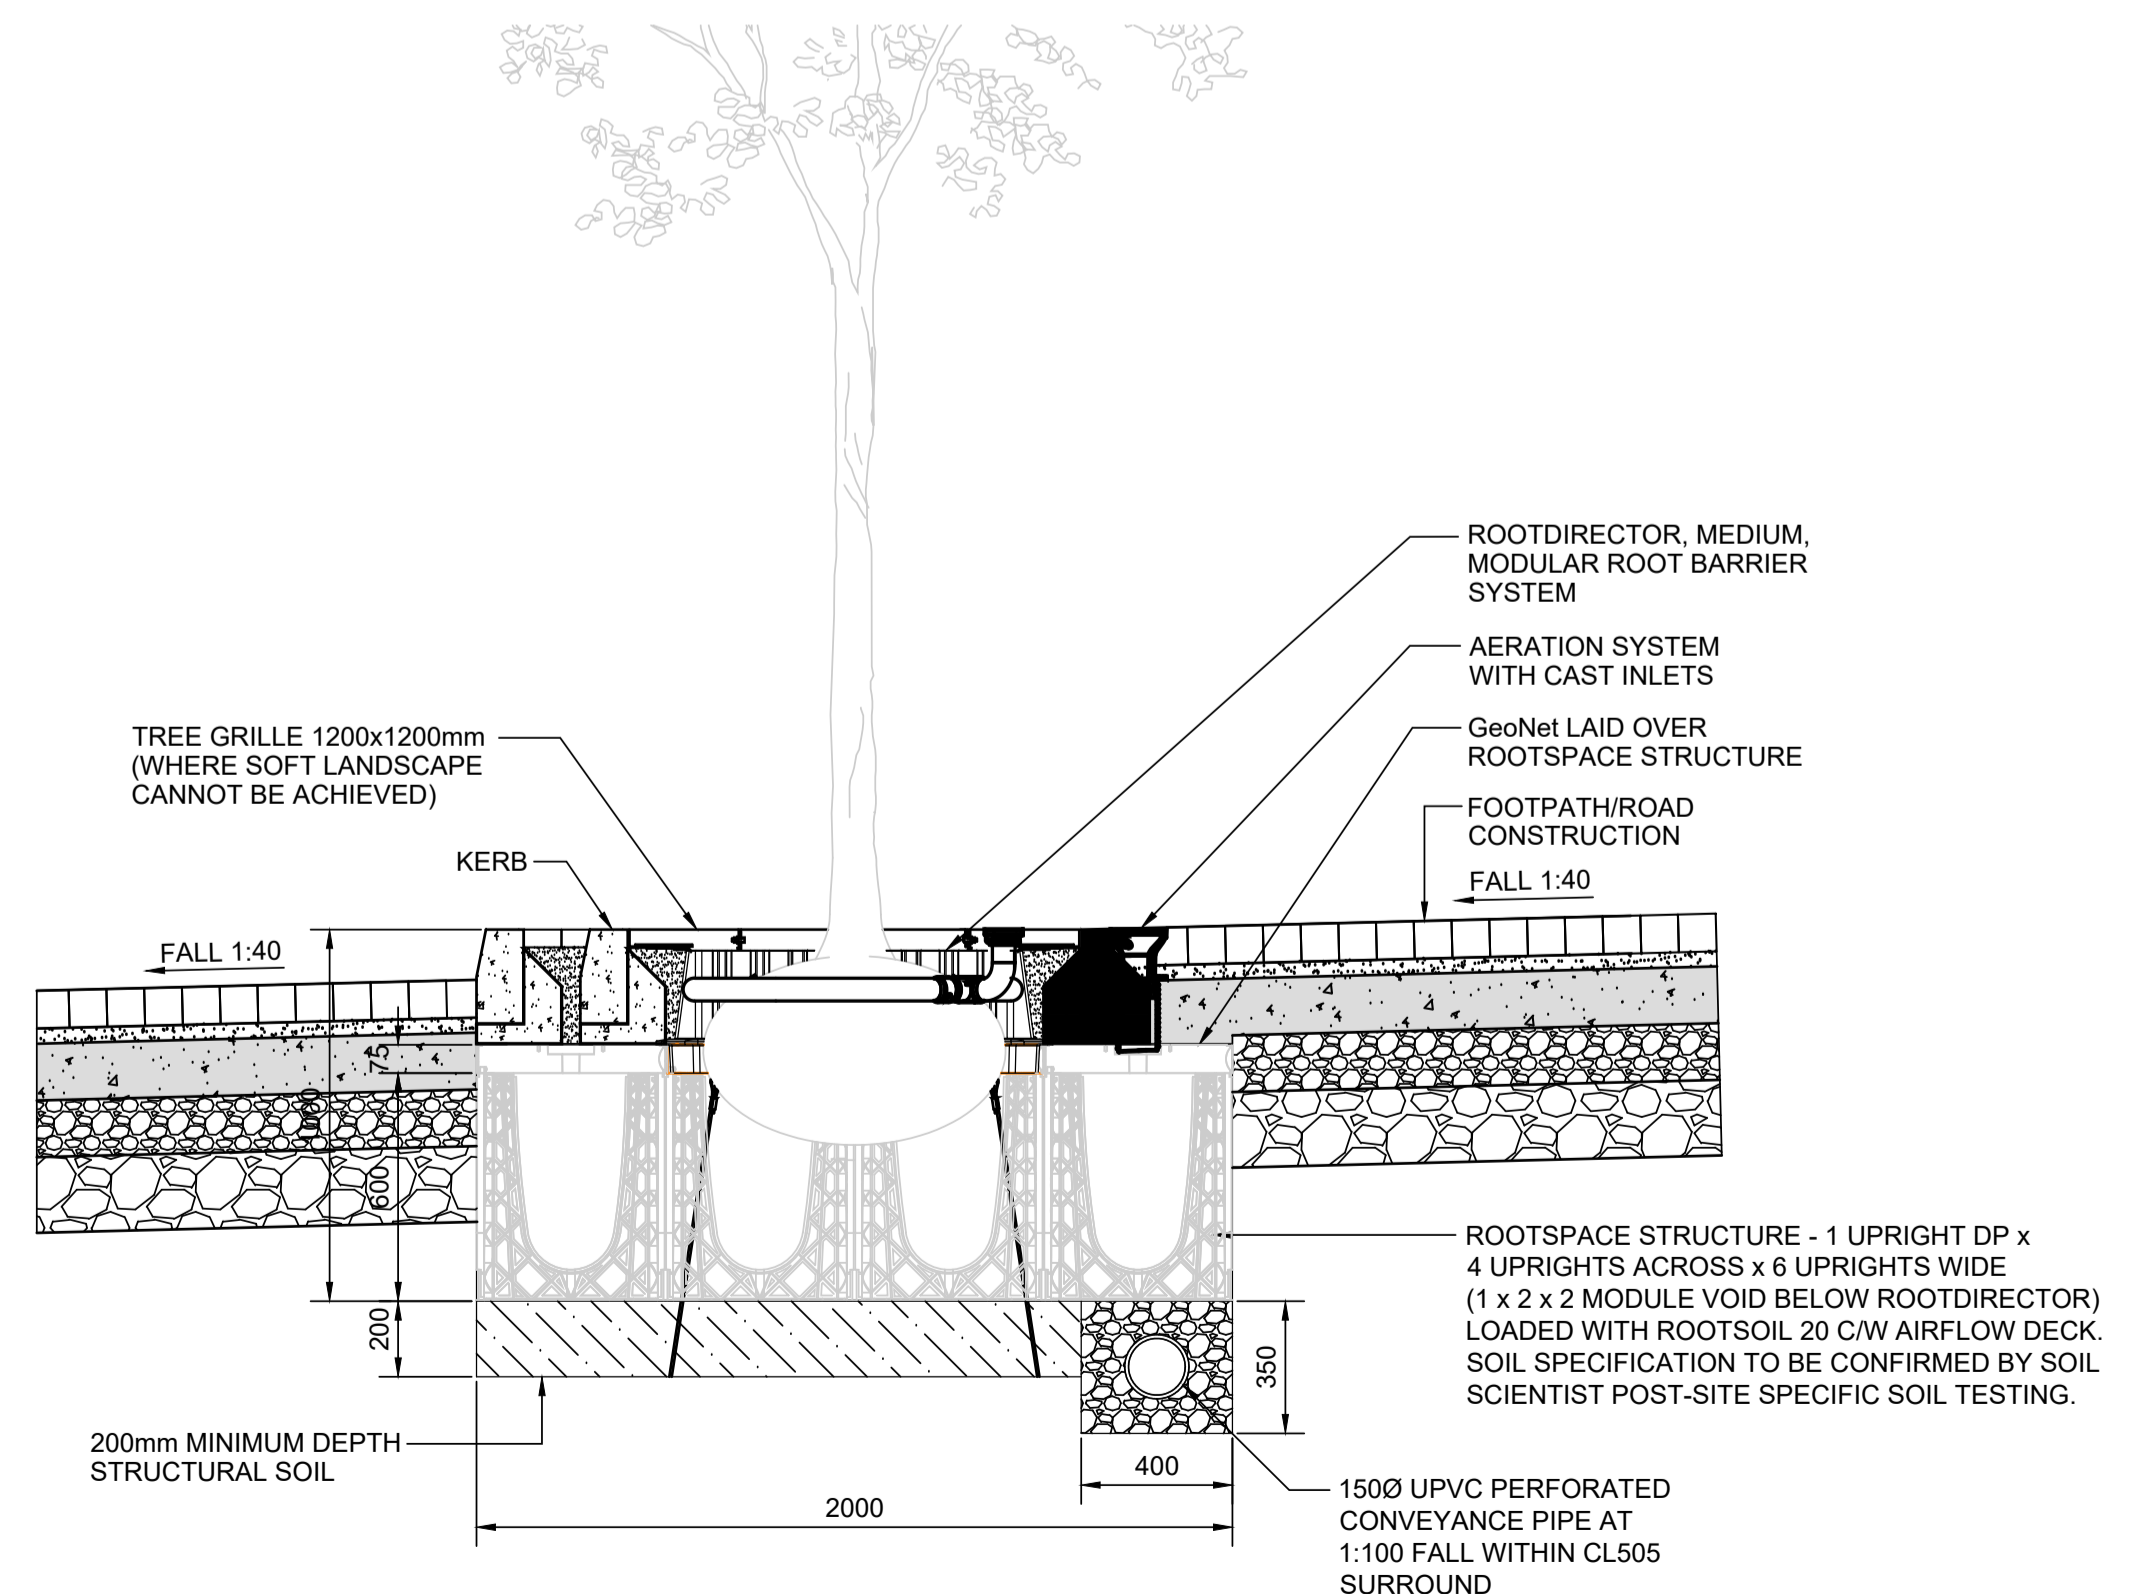 ROOTDIRECTOR, MEDIUM,
MODULAR ROOT BARRIER
SYSTEM
AERATION SYSTEM
WITH CAST INLETS
GeoNet LAID OVER
ROOTSPACE STRUCTURE
FOOTPATH/ROAD
CONSTRUCTION
FALL 1:40
TREE GRILLE 1200x1200mm
(WHERE SOFT LANDSCAPE
CANNOT BE ACHIEVED)
KERB
FALL 1:40
75
600
200
350
400
2000
ROOTSPACE STRUCTURE - 1 UPRIGHT DP x
4 UPRIGHTS ACROSS x 6 UPRIGHTS WIDE
(1 x 2 x 2 MODULE VOID BELOW ROOTDIRECTOR)
LOADED WITH ROOTSOIL 20 C/W AIRFLOW DECK.
SOIL SPECIFICATION TO BE CONFIRMED BY SOIL
SCIENTIST POST-SITE SPECIFIC SOIL TESTING.
200mm MINIMUM DEPTH
STRUCTURAL SOIL
150Ø UPVC PERFORATED
CONVEYANCE PIPE AT
1:100 FALL WITHIN CL505
SURROUND